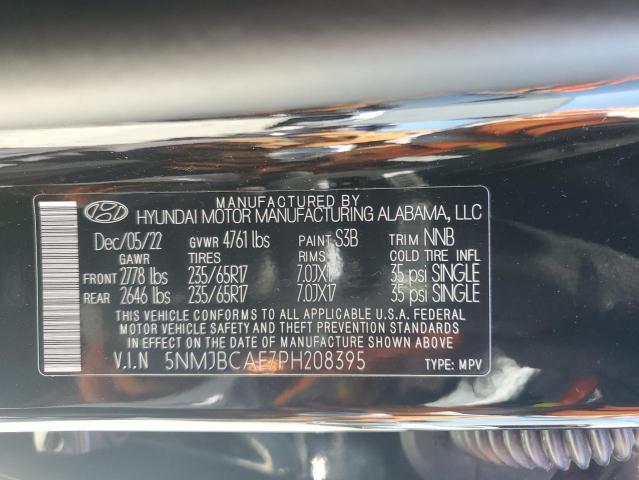 MANUFACTURED BY
HYUNDAI MOTOR MANUFACTURING ALABAMA, LLC
Dec/05/22 GVWR 4761 lbs PAINT S3B TRIM NNB
GAWR TIRES RIMS COLD TIRE INFL
FRONT 2778 lbs 235/65R17 7.0JX17 35 psi SINGLE
REAR 2646 lbs 235/65R17 7.0JX17 35 psi SINGLE
THIS VEHICLE CONFORMS TO ALL APPLICABLE U.S.A. FEDERAL
MOTOR VEHICLE SAFETY AND THEFT PREVENTION STANDARDS
IN EFFECT ON THE DATE OF MANUFACTURE SHOWN ABOVE.
V.I.N 5NMJBCAE7PH208395 TYPE: MPV